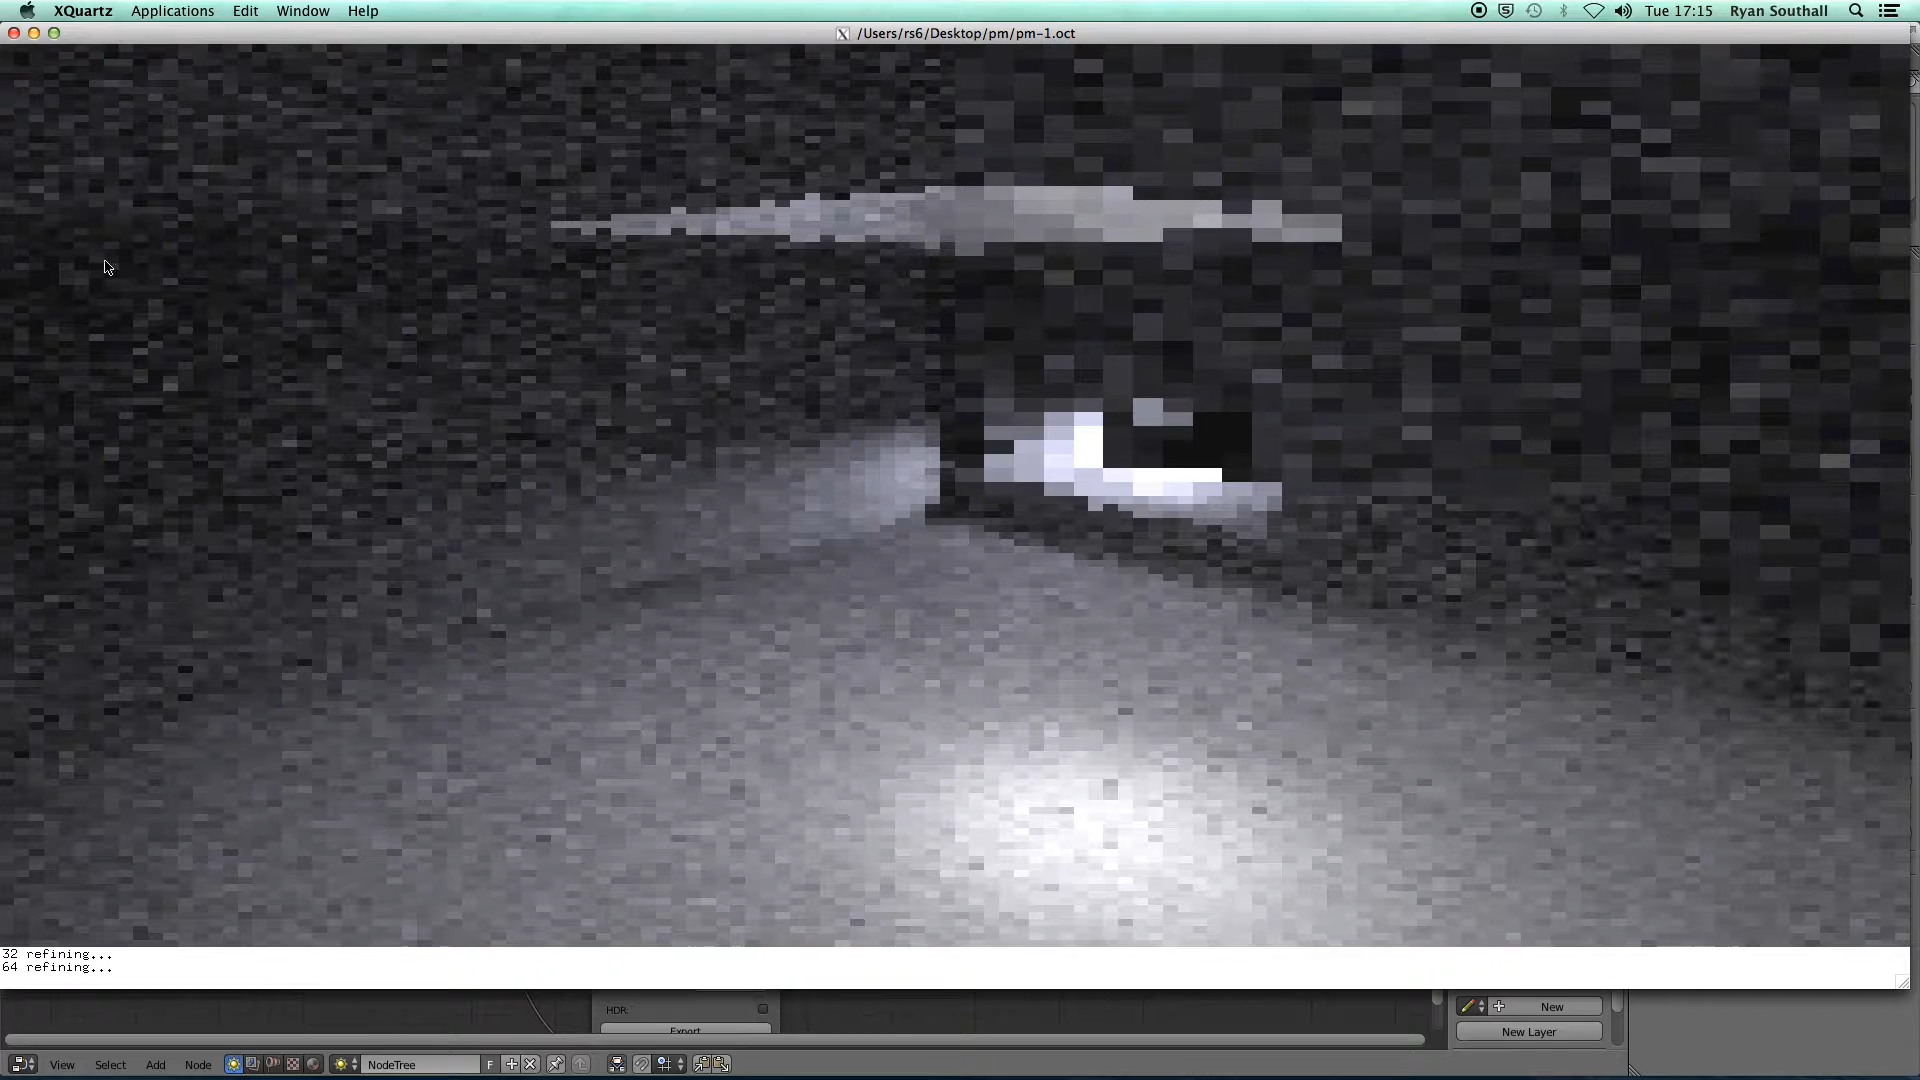 XQuartz Applications Edit Window Help Tue 17:15 Ryan Southall
/Users/rs6/Desktop/pm/pm-1.oct
32 refining...
64 refining...
HDR:
Export
New
New Layer
View Select Add Node NodeTree F